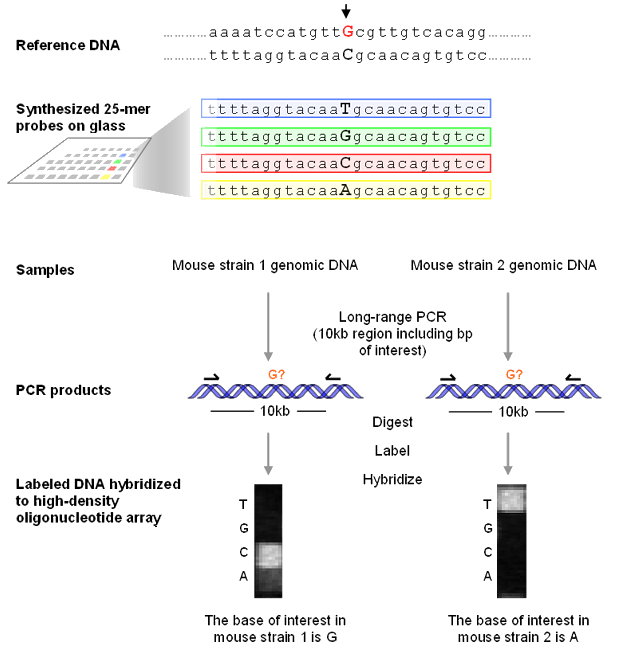 Reference DNA
…………aaaatccatgttGcgttgtcacagg…………
…………ttttaggtacaaCgcaacagtgtcc…………
Synthesized 25-mer
probes on glass
ttttaggtacaaTgcaacagtgtcc
ttttaggtacaaGgcaacagtgtcc
ttttaggtacaaCgcaacagtgtcc
ttttaggtacaaAgcaacagtgtcc
Samples
Mouse strain 1 genomic DNA
Mouse strain 2 genomic DNA
Long-range PCR
(10kb region including bp
of interest)
PCR products
G?
10kb
G?
10kb
Digest
Label
Hybridize
Labeled DNA hybridized
to high-density
oligonucleotide array
T
G
C
A
T
G
C
A
The base of interest in
mouse strain 1 is G
The base of interest in
mouse strain 2 is A